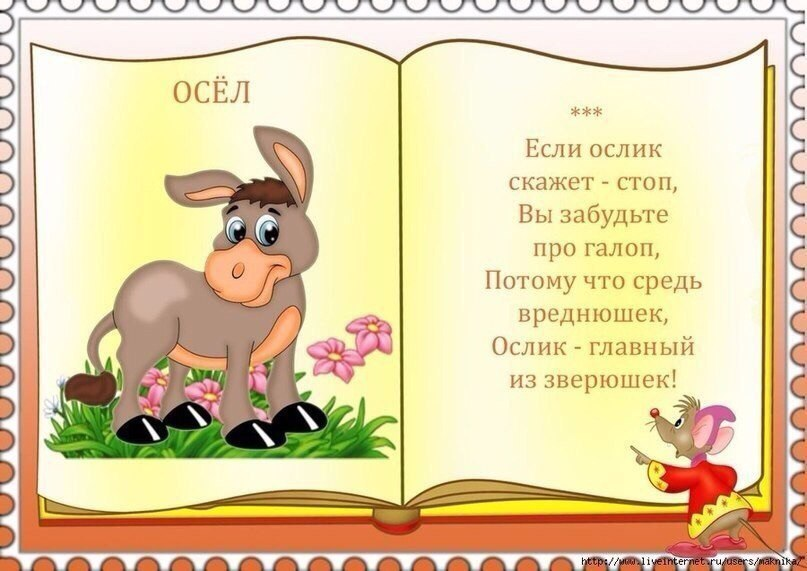 ОСЁЛ
***
Если ослик
скажет - стоп,
Вы забудьте
про галоп,
Потому что средь
вреднюшек,
Ослик - главный
из зверюшек!
http://www.liveinternet.ru/users/maknika/